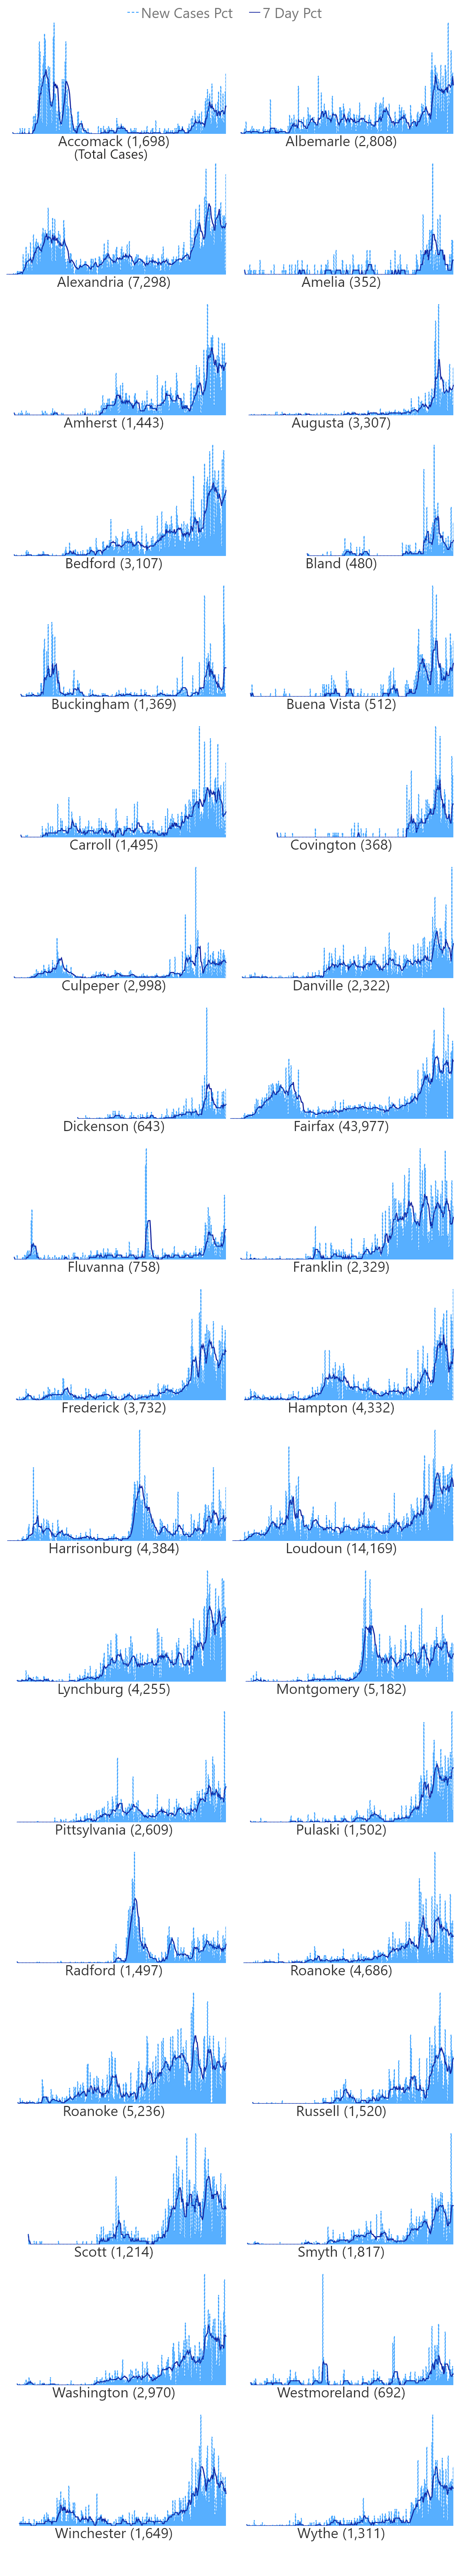 New Cases Pct 7 Day Pct
Accomack (1,698) Albemarle (2,808)
(Total Cases)
Alexandria (7,298) Amelia (352)
Amherst (1,443) Augusta (3,307)
Bedford (3,107) Bland (480)
Buckingham (1,369) Buena Vista (512)
Carroll (1,495) Covington (368)
Culpeper (2,998) Danville (2,322)
Dickenson (643) Fairfax (43,977)
Fluvanna (758) Franklin (2,329)
Frederick (3,732) Hampton (4,332)
Harrisonburg (4,384) Loudoun (14,169)
Lynchburg (4,255) Montgomery (5,182)
Pittsylvania (2,609) Pulaski (1,502)
Radford (1,497) Roanoke (4,686)
Roanoke (5,236) Russell (1,520)
Scott (1,214) Smyth (1,817)
Washington (2,970) Westmoreland (692)
Winchester (1,649) Wythe (1,311)